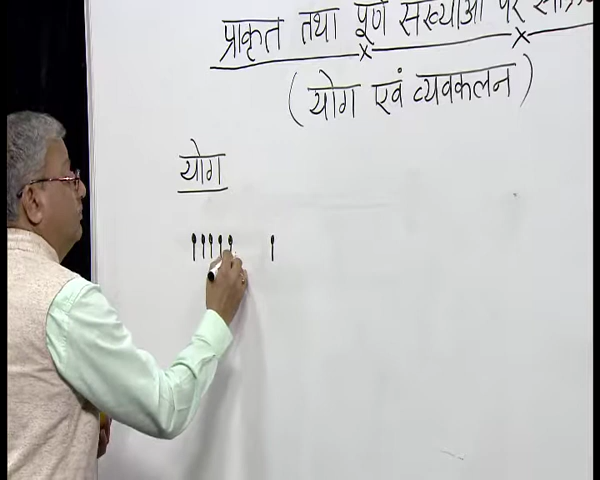 प्राकृत तथा पूर्ण संख्याओं पर
(योग एवं व्यवकलन)
योग